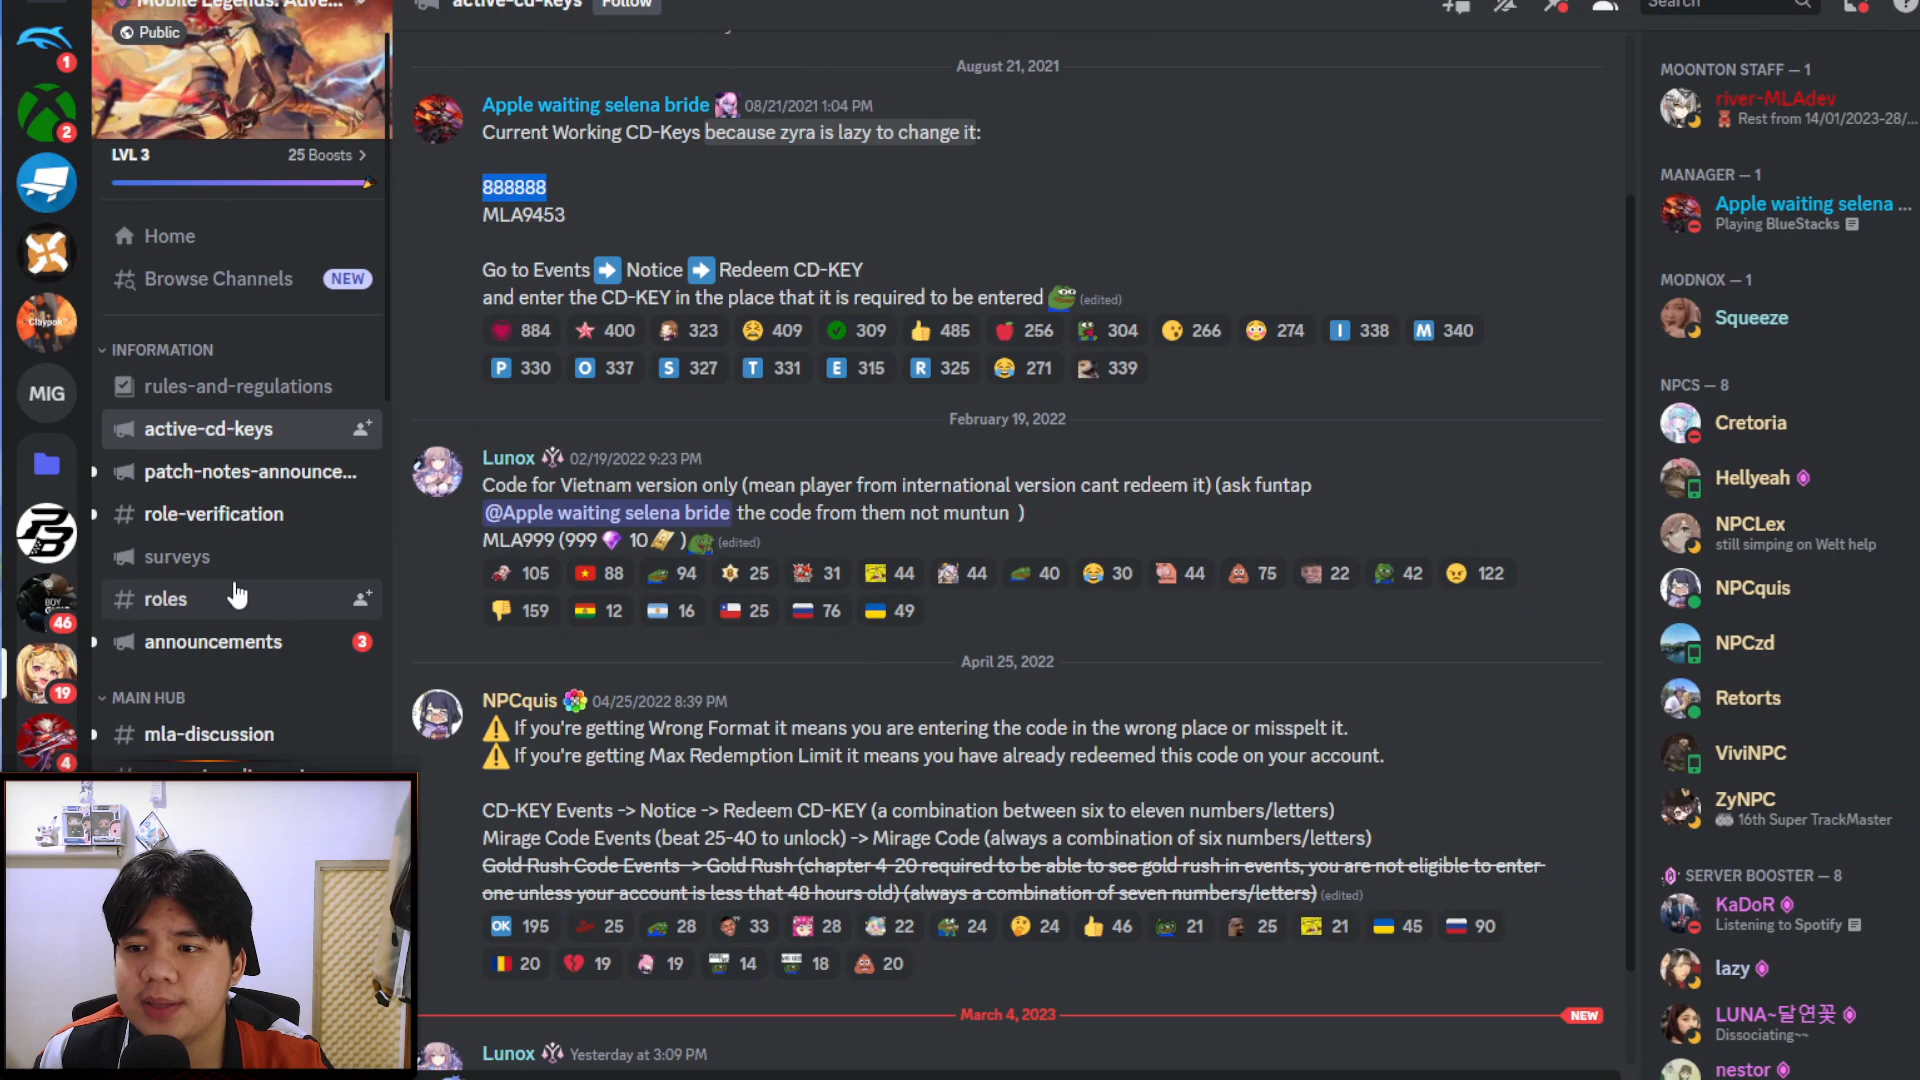 Mobile Legends: Adve...
Public
LVL 3
25 Boosts
Home
Browse Channels
NEW
INFORMATION
rules-and-regulations
active-cd-keys
patch-notes-announce...
role-verification
surveys
roles
announcements
3
MAIN HUB
mla-discussion
1
2
Claypok
MIG
46
19
4
active-cd-keys
Follow
Search
August 21, 2021
Apple waiting selena bride 08/21/2021 1:04 PM
Current Working CD-Keys because zyra is lazy to change it:
888888
MLA9453
Go to Events ➡ Notice ➡ Redeem CD-KEY
and enter the CD-KEY in the place that it is required to be entered (edited)
884 400 323 409 309 485 256 304 266 274 I 338 M 340
P 330 O 337 S 327 T 331 E 315 R 325 271 339
February 19, 2022
Lunox 02/19/2022 9:23 PM
Code for Vietnam version only (mean player from international version cant redeem it) (ask funtap
@Apple waiting selena bride the code from them not muntun )
MLA999 (999 10 ) (edited)
105 88 94 25 31 44 44 40 30 44 75 22 42 122
159 12 16 25 76 49
April 25, 2022
NPCquis 04/25/2022 8:39 PM
If you're getting Wrong Format it means you are entering the code in the wrong place or misspelt it.
If you're getting Max Redemption Limit it means you have already redeemed this code on your account.
CD-KEY Events -> Notice -> Redeem CD-KEY (a combination between six to eleven numbers/letters)
Mirage Code Events (beat 25-40 to unlock) -> Mirage Code (always a combination of six numbers/letters)
Gold Rush Code Events -> Gold Rush (chapter 4-20 required to be able to see gold rush in events, you are not eligible to enter
one unless your account is less that 48 hours old) (always a combination of seven numbers/letters) (edited)
OK 195 25 28 33 28 22 24 24 46 21 25 21 45 90
20 19 19 14 18 20
March 4, 2023
NEW
Lunox Yesterday at 3:09 PM
MOONTON STAFF — 1
river-MLAdev
Rest from 14/01/2023-28/...
MANAGER — 1
Apple waiting selena ...
Playing BlueStacks
MODNOX — 1
Squeeze
NPCS — 8
Cretoria
Hellyeah
NPCLex
still simping on Welt help
NPCquis
NPCzd
Retorts
ViviNPC
ZyNPC
16th Super TrackMaster
SERVER BOOSTER — 8
KaDoR
Listening to Spotify
lazy
LUNA~달연꽃
Dissociating~~
nestor